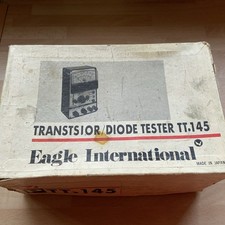 TRANSTSIOR/DIODE TESTER TT.145
Eagle International
MADE IN JAPAN
TT.145